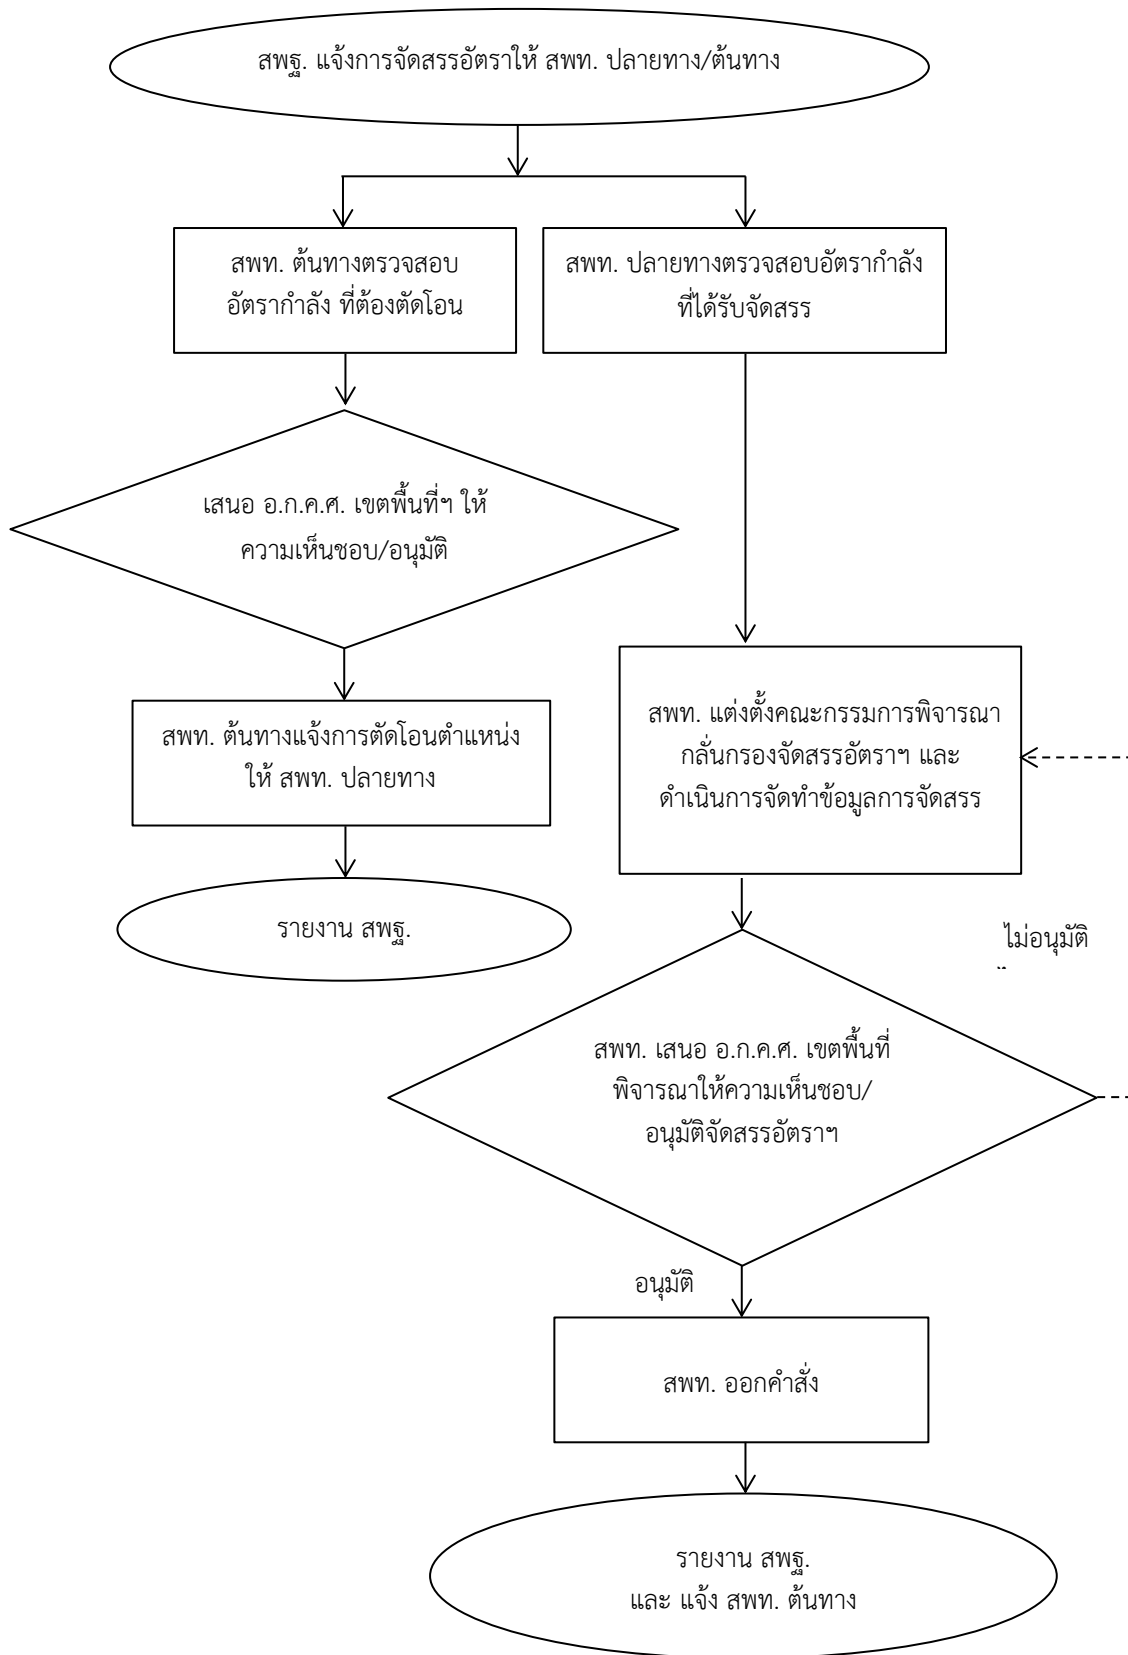 สพฐ. แจ้งการจัดสรรอัตราให้ สพท. ปลายทาง/ต้นทาง
สพท. ต้นทางตรวจสอบ
อัตรากำลัง ที่ต้องตัดโอน
สพท. ปลายทางตรวจสอบอัตรากำลัง
ที่ได้รับจัดสรร
เสนอ อ.ก.ค.ศ. เขตพื้นที่ฯ ให้
ความเห็นชอบ/อนุมัติ
สพท. ต้นทางแจ้งการตัดโอนตำแหน่ง
ให้ สพท. ปลายทาง
รายงาน สพฐ.
สพท. แต่งตั้งคณะกรรมการพิจารณา
กลั่นกรองจัดสรรอัตราฯ และ
ดำเนินการจัดทำข้อมูลการจัดสรร
ไม่อนุมัติ
สพท. เสนอ อ.ก.ค.ศ. เขตพื้นที่
พิจารณาให้ความเห็นชอบ/
อนุมัติจัดสรรอัตราฯ
อนุมัติ
สพท. ออกคำสั่ง
รายงาน สพฐ.
และ แจ้ง สพท. ต้นทาง